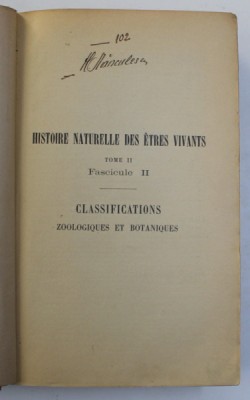 102
HISTOIRE NATURELLE DES ÊTRES VIVANTS
TOME II
Fascicule II
CLASSIFICATIONS
ZOOLOGIQUES ET BOTANIQUES